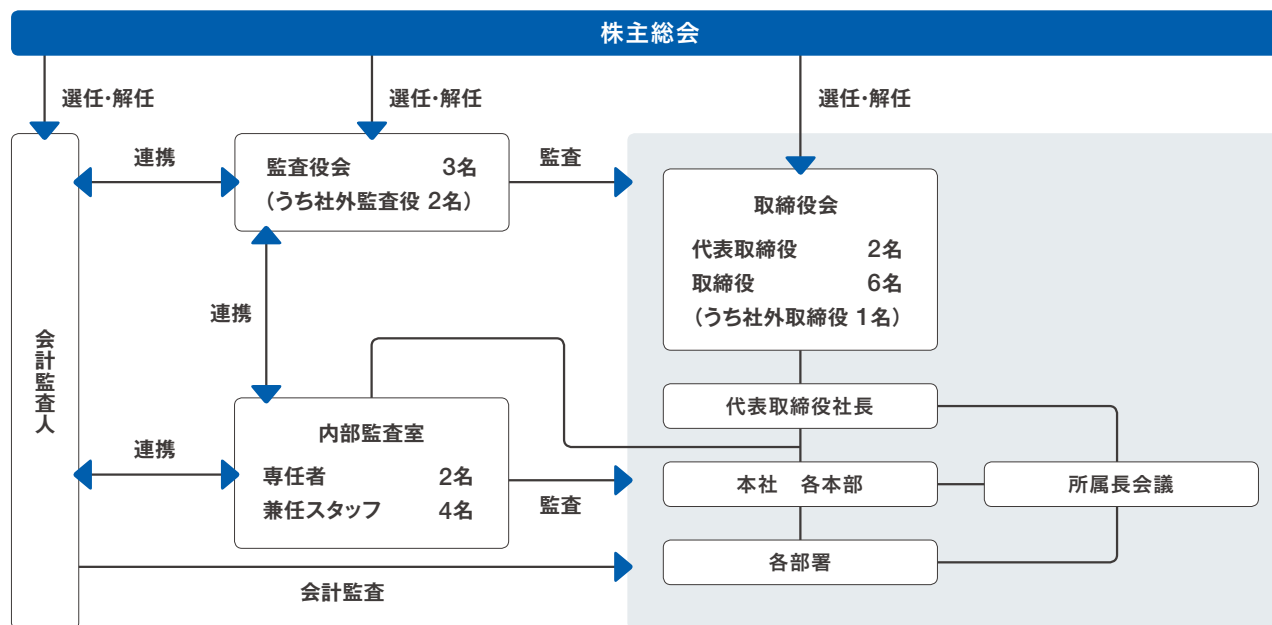 株主総会
選任・解任
選任・解任
選任・解任
連携
監査役会 3名
(うち社外監査役 2名)
監査
取締役会
代表取締役 2名
取締役 6名
(うち社外取締役 1名)
連携
会計監査人
代表取締役社長
内部監査室
専任者 2名
兼任スタッフ 4名
連携
監査
本社 各本部
所属長会議
各部署
会計監査